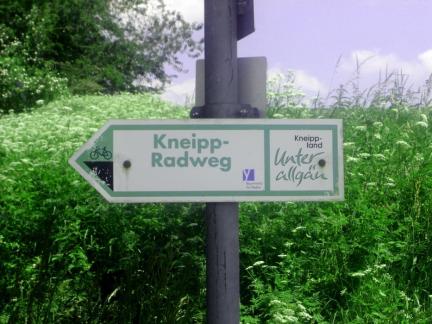 Kneipp-
Radweg
Kneipp-
land
Unter
allgäu